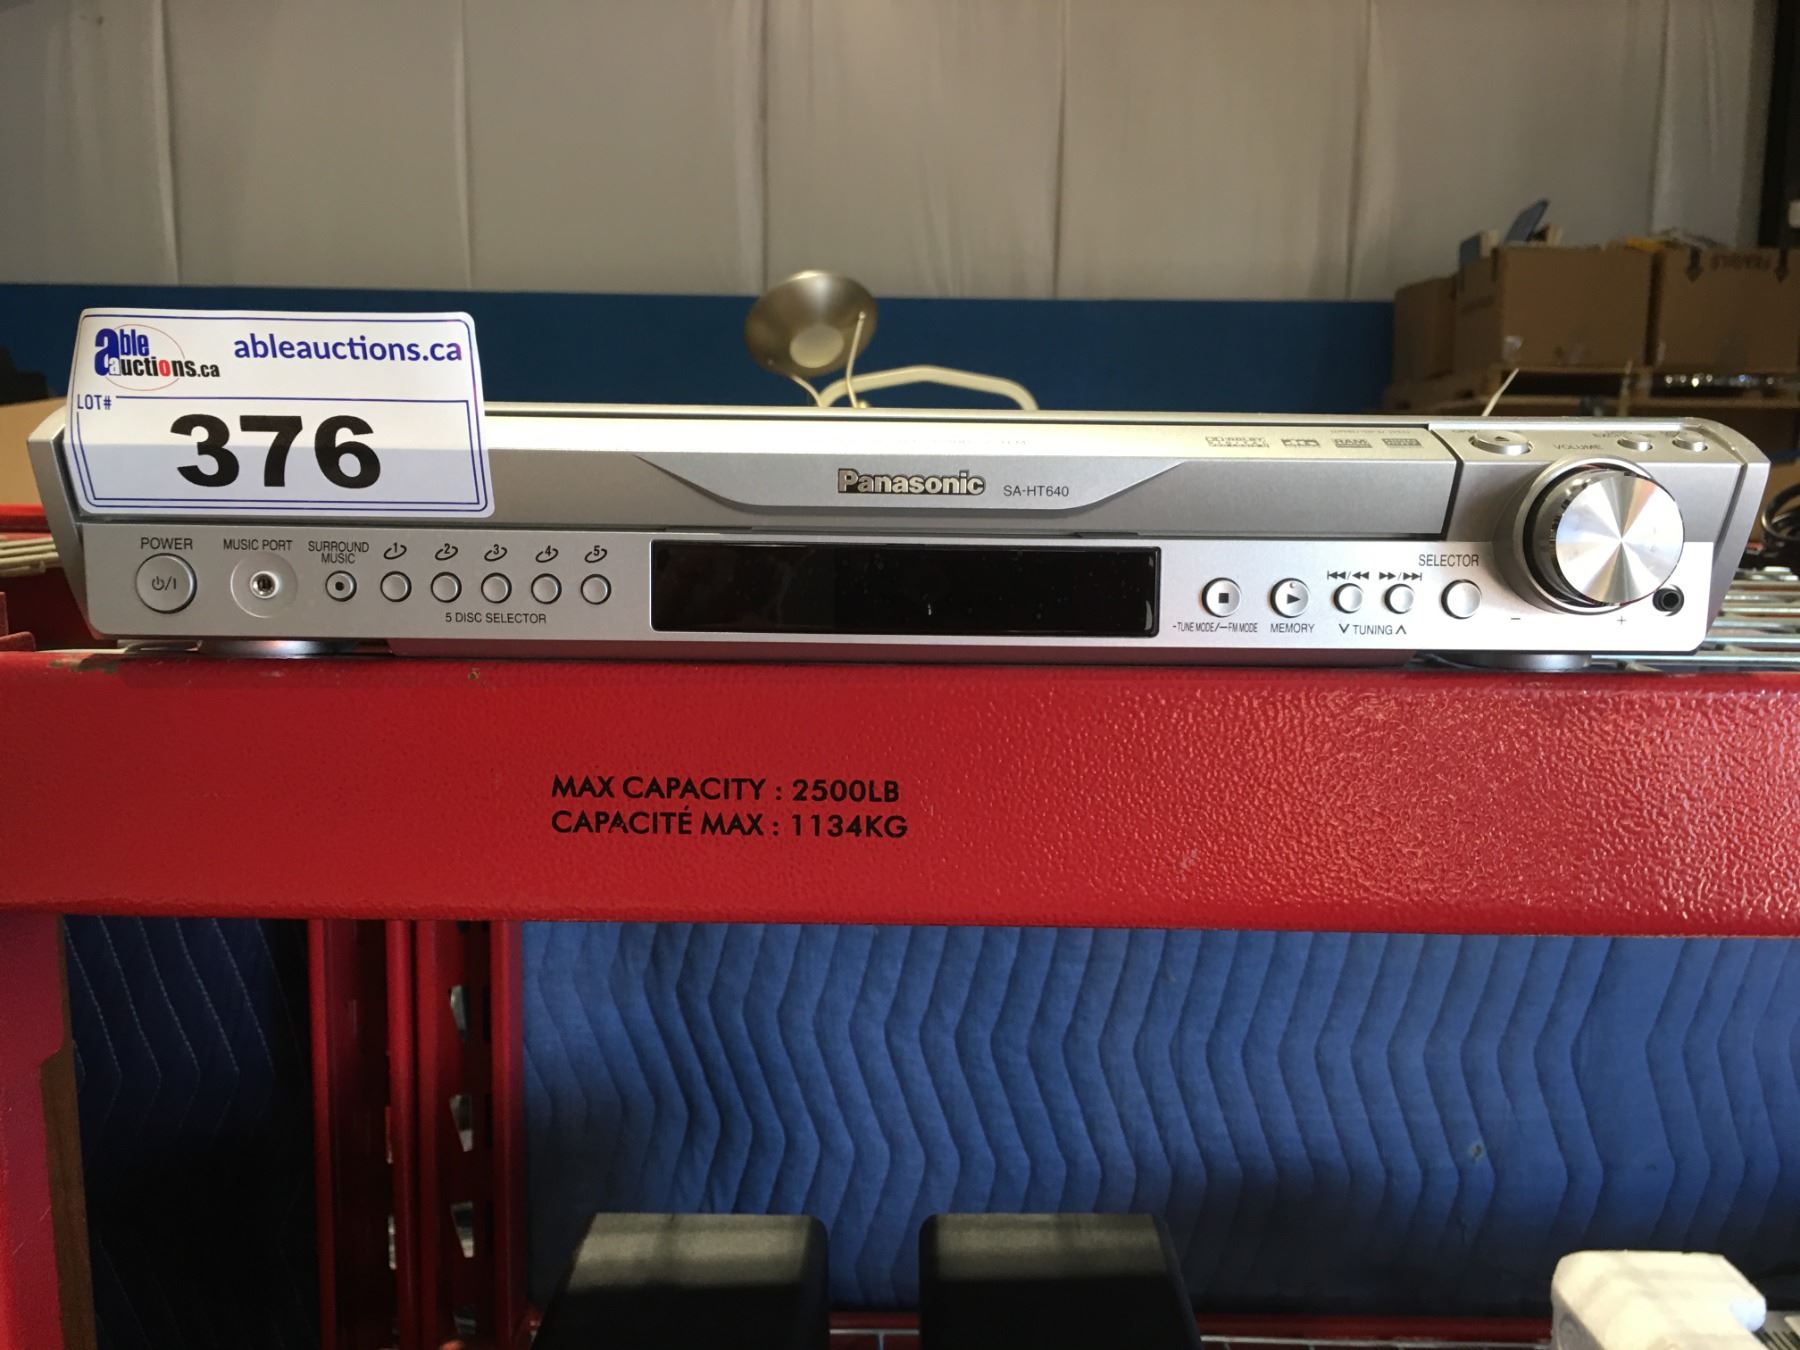 able
auctions.ca
ableauctions.ca
LOT#
376
Panasonic SA-HT640
VOLUME
POWER
MUSIC PORT
SURROUND
MUSIC
1 2 3 4 5
5 DISC SELECTOR
-TUNE MODE/—FM MODE
MEMORY
∨ TUNING ∧
SELECTOR
- +
MAX CAPACITY : 2500LB
CAPACITÉ MAX : 1134KG
FRAGILE